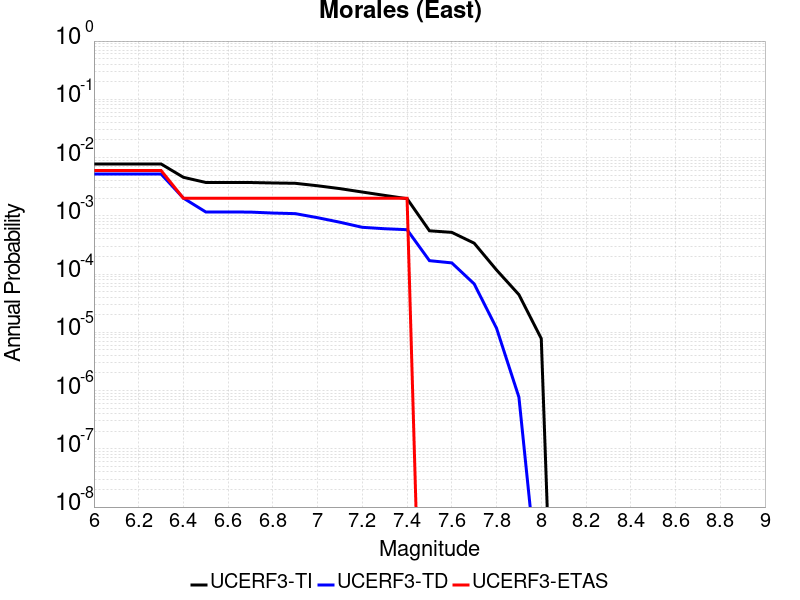 Morales (East)
10^0
10^-1
10^-2
10^-3
10^-4
10^-5
10^-6
10^-7
10^-8
Annual Probability
6 6.2 6.4 6.6 6.8 7 7.2 7.4 7.6 7.8 8 8.2 8.4 8.6 8.8 9
Magnitude
UCERF3-TI UCERF3-TD UCERF3-ETAS